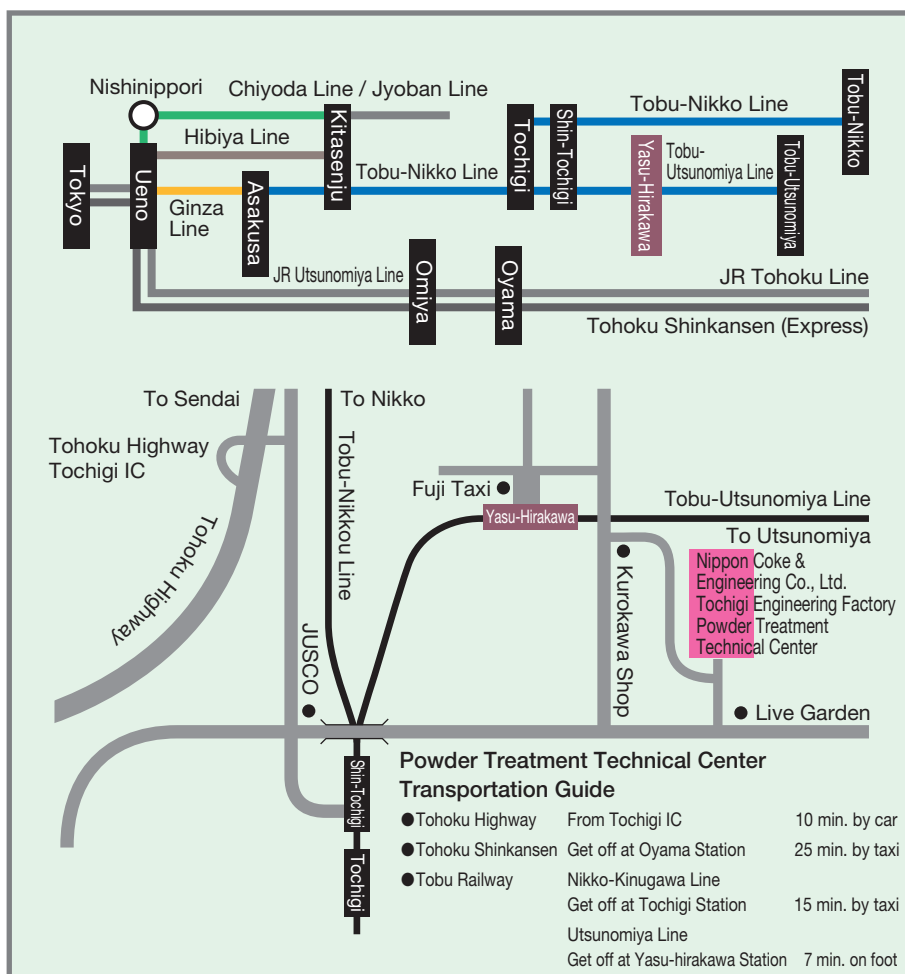 Nishinippori
Chiyoda Line / Jyoban Line
Hibiya Line
Kitasenju
Tobu-Nikko Line
Tobu-Nikko
Tokyo
Ueno
Ginza
Line
Asakusa
Tobu-Nikko Line
Tochigi
Shin-Tochigi
Yasu-Hirakawa
Tobu-
Utsunomiya Line
Tobu-Utsunomiya
JR Utsunomiya Line
Omiya
Oyama
JR Tohoku Line
Tohoku Shinkansen (Express)
To Sendai
To Nikko
Tohoku Highway
Tochigi IC
Tohoku Highway
Tobu-Nikkou Line
Fuji Taxi
Yasu-Hirakawa
Tobu-Utsunomiya Line
To Utsunomiya
Nippon Coke &
Engineering Co., Ltd.
Tochigi Engineering Factory
Powder Treatment
Technical Center
Kurokawa Shop
JUSCO
Live Garden
Shin-Tochigi
Tochigi
Powder Treatment Technical Center
Transportation Guide
●Tohoku Highway From Tochigi IC 10 min. by car
●Tohoku Shinkansen Get off at Oyama Station 25 min. by taxi
●Tobu Railway Nikko-Kinugawa Line
Get off at Tochigi Station 15 min. by taxi
Utsunomiya Line
Get off at Yasu-hirakawa Station 7 min. on foot